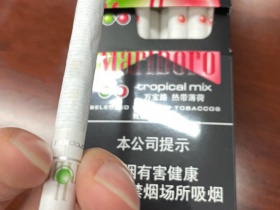 Marlboro
tropical mix
万宝路 热带薄荷
SELECTED TOBACCOS
本公司提示
烟有害健康
禁烟场所吸烟